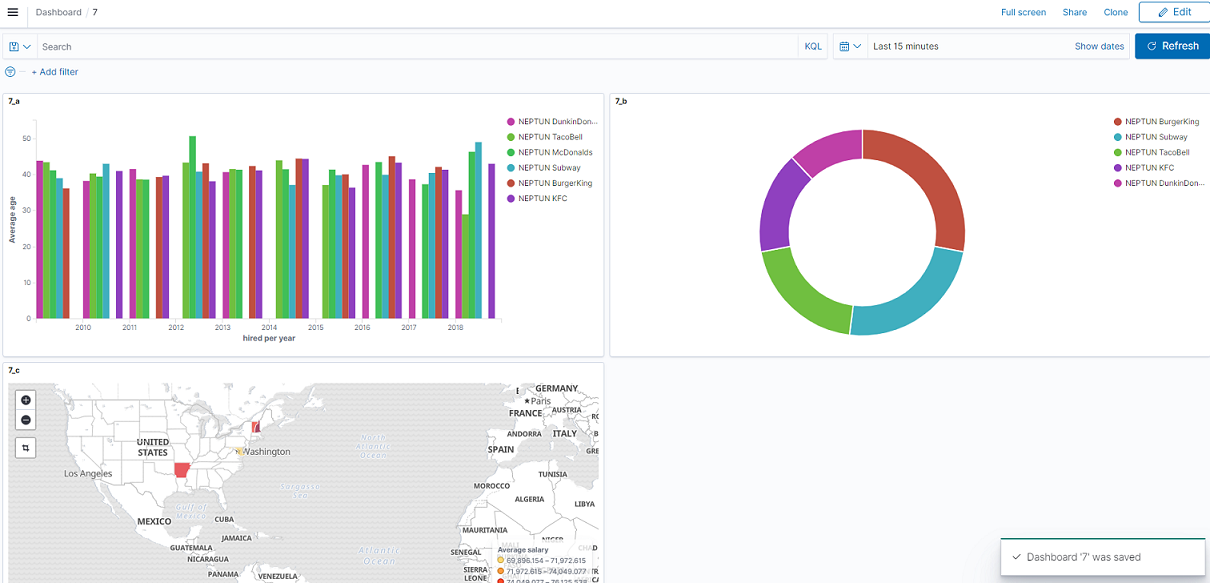 Dashboard / 7
Full screen Share Clone Edit
Search
KQL
Last 15 minutes
Show dates
Refresh
+ Add filter
7_a
50
40
30
20
10
0
Average age
2010 2011 2012 2013 2014 2015 2016 2017 2018
hired per year
NEPTUN DunkinDon...
NEPTUN TacoBell
NEPTUN McDonalds
NEPTUN Subway
NEPTUN BurgerKing
NEPTUN KFC
7_b
NEPTUN BurgerKing
NEPTUN Subway
NEPTUN TacoBell
NEPTUN KFC
NEPTUN DunkinDon...
7_c
GERMANY
Paris
FRANCE
AUSTRIA
ANDORRA
ITALY
SPAIN
GRE
UNITED
STATES
Washington
Los Angeles
North
Atlantic
Ocean
Sargasso
Sea
TUNISIA
MOROCCO
ALGERIA
LIBYA
Gulf of
Mexico
MEXICO
CUBA
JAMAICA
GUATEMALA
NICARAGUA
PANAMA
VENEZUELA
Atlantic
Ocean
MAURITANIA
MALI
NIGER
SENEGAL
SIERRA
LEONE
Average salary
69,896.154 – 71,972.615
71,972.615 – 74,049.077
74,049.077 – 76,125.538
Dashboard '7' was saved